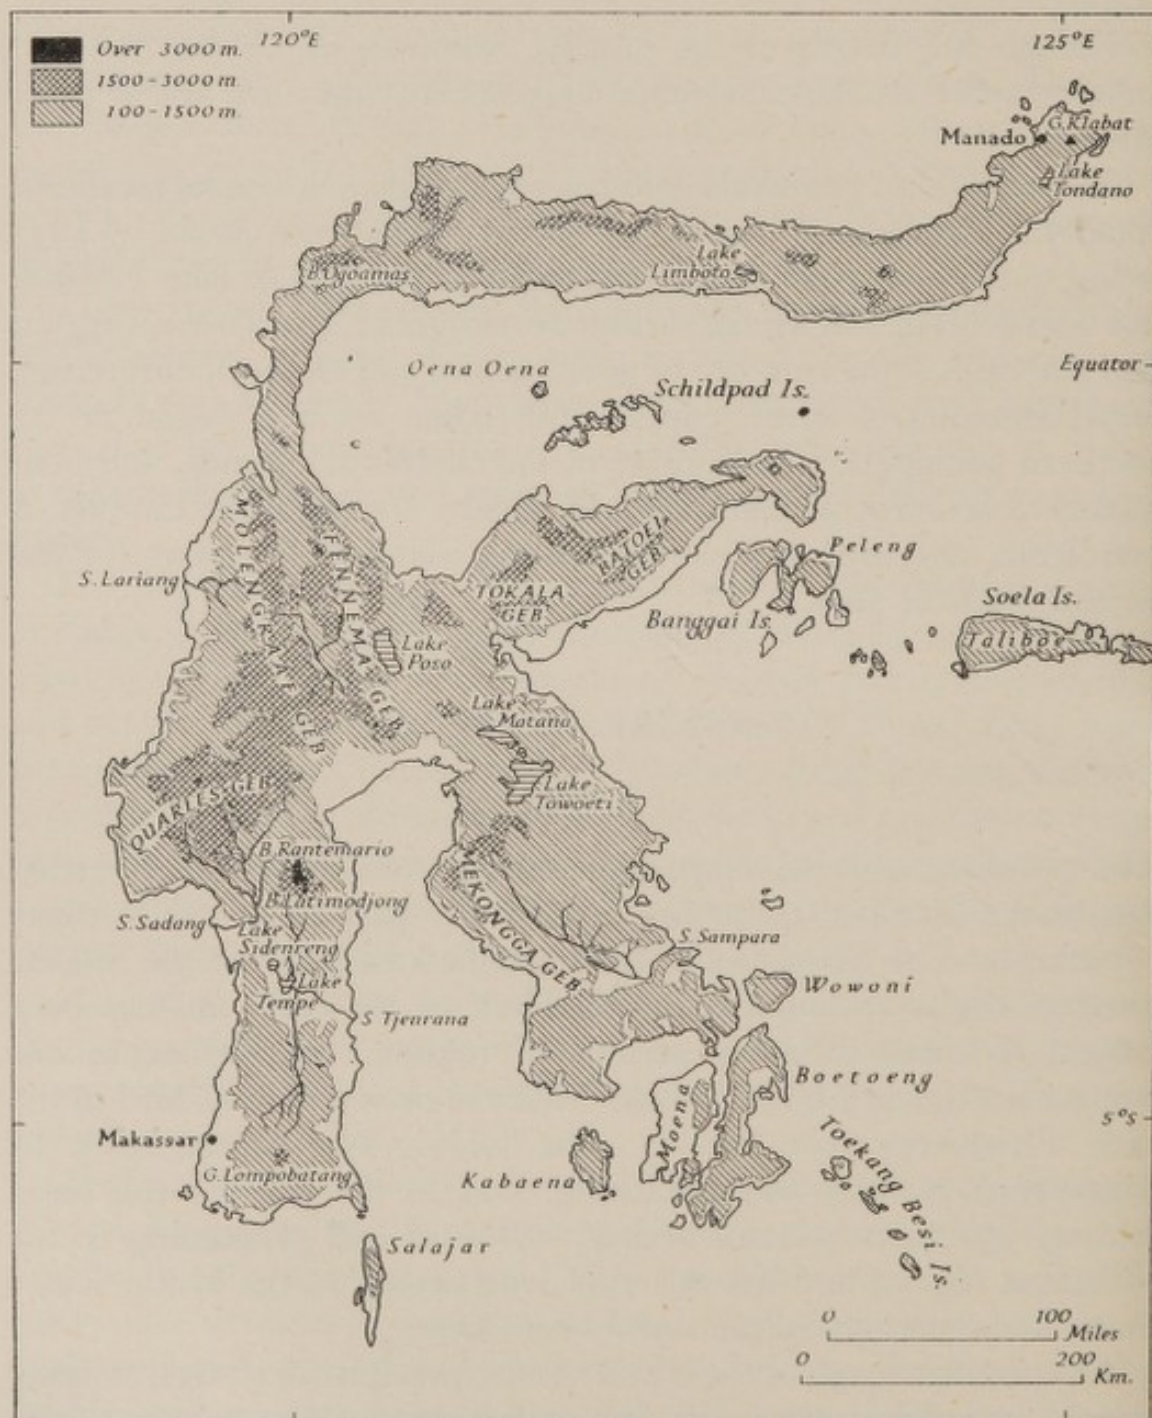 120°E
125°E
Over 3000 m.
1500-3000 m.
100-1500 m.
G. Klabat
Manado
Lake
Tondano
Lake
Limboto
B. Ogoamas
Equator
Oena Oena
Schildpad Is.
MOLENGRAAF GEB
FENNEMA GEB
BATOEI
GEB
Peleng
S. Lariang
TOKALA
GEB
Banggai Is.
Soela Is.
Taliboe
Lake
Poso
Lake
Matana
Lake
Towoeti
QUARLES GEB
B. Rantemario
MEKONGGA GEB
B. Latimodjong
S. Sadang
Lake
Sidenreng
S. Sampara
Lake
Tempe
Wowoni
S. Tjenrana
Boetoeng
Moena
5°S
Makassar
Toekang Besi Is.
G. Lompobatang
Kabaena
Salajar
0 100
Miles
0 200
Km.